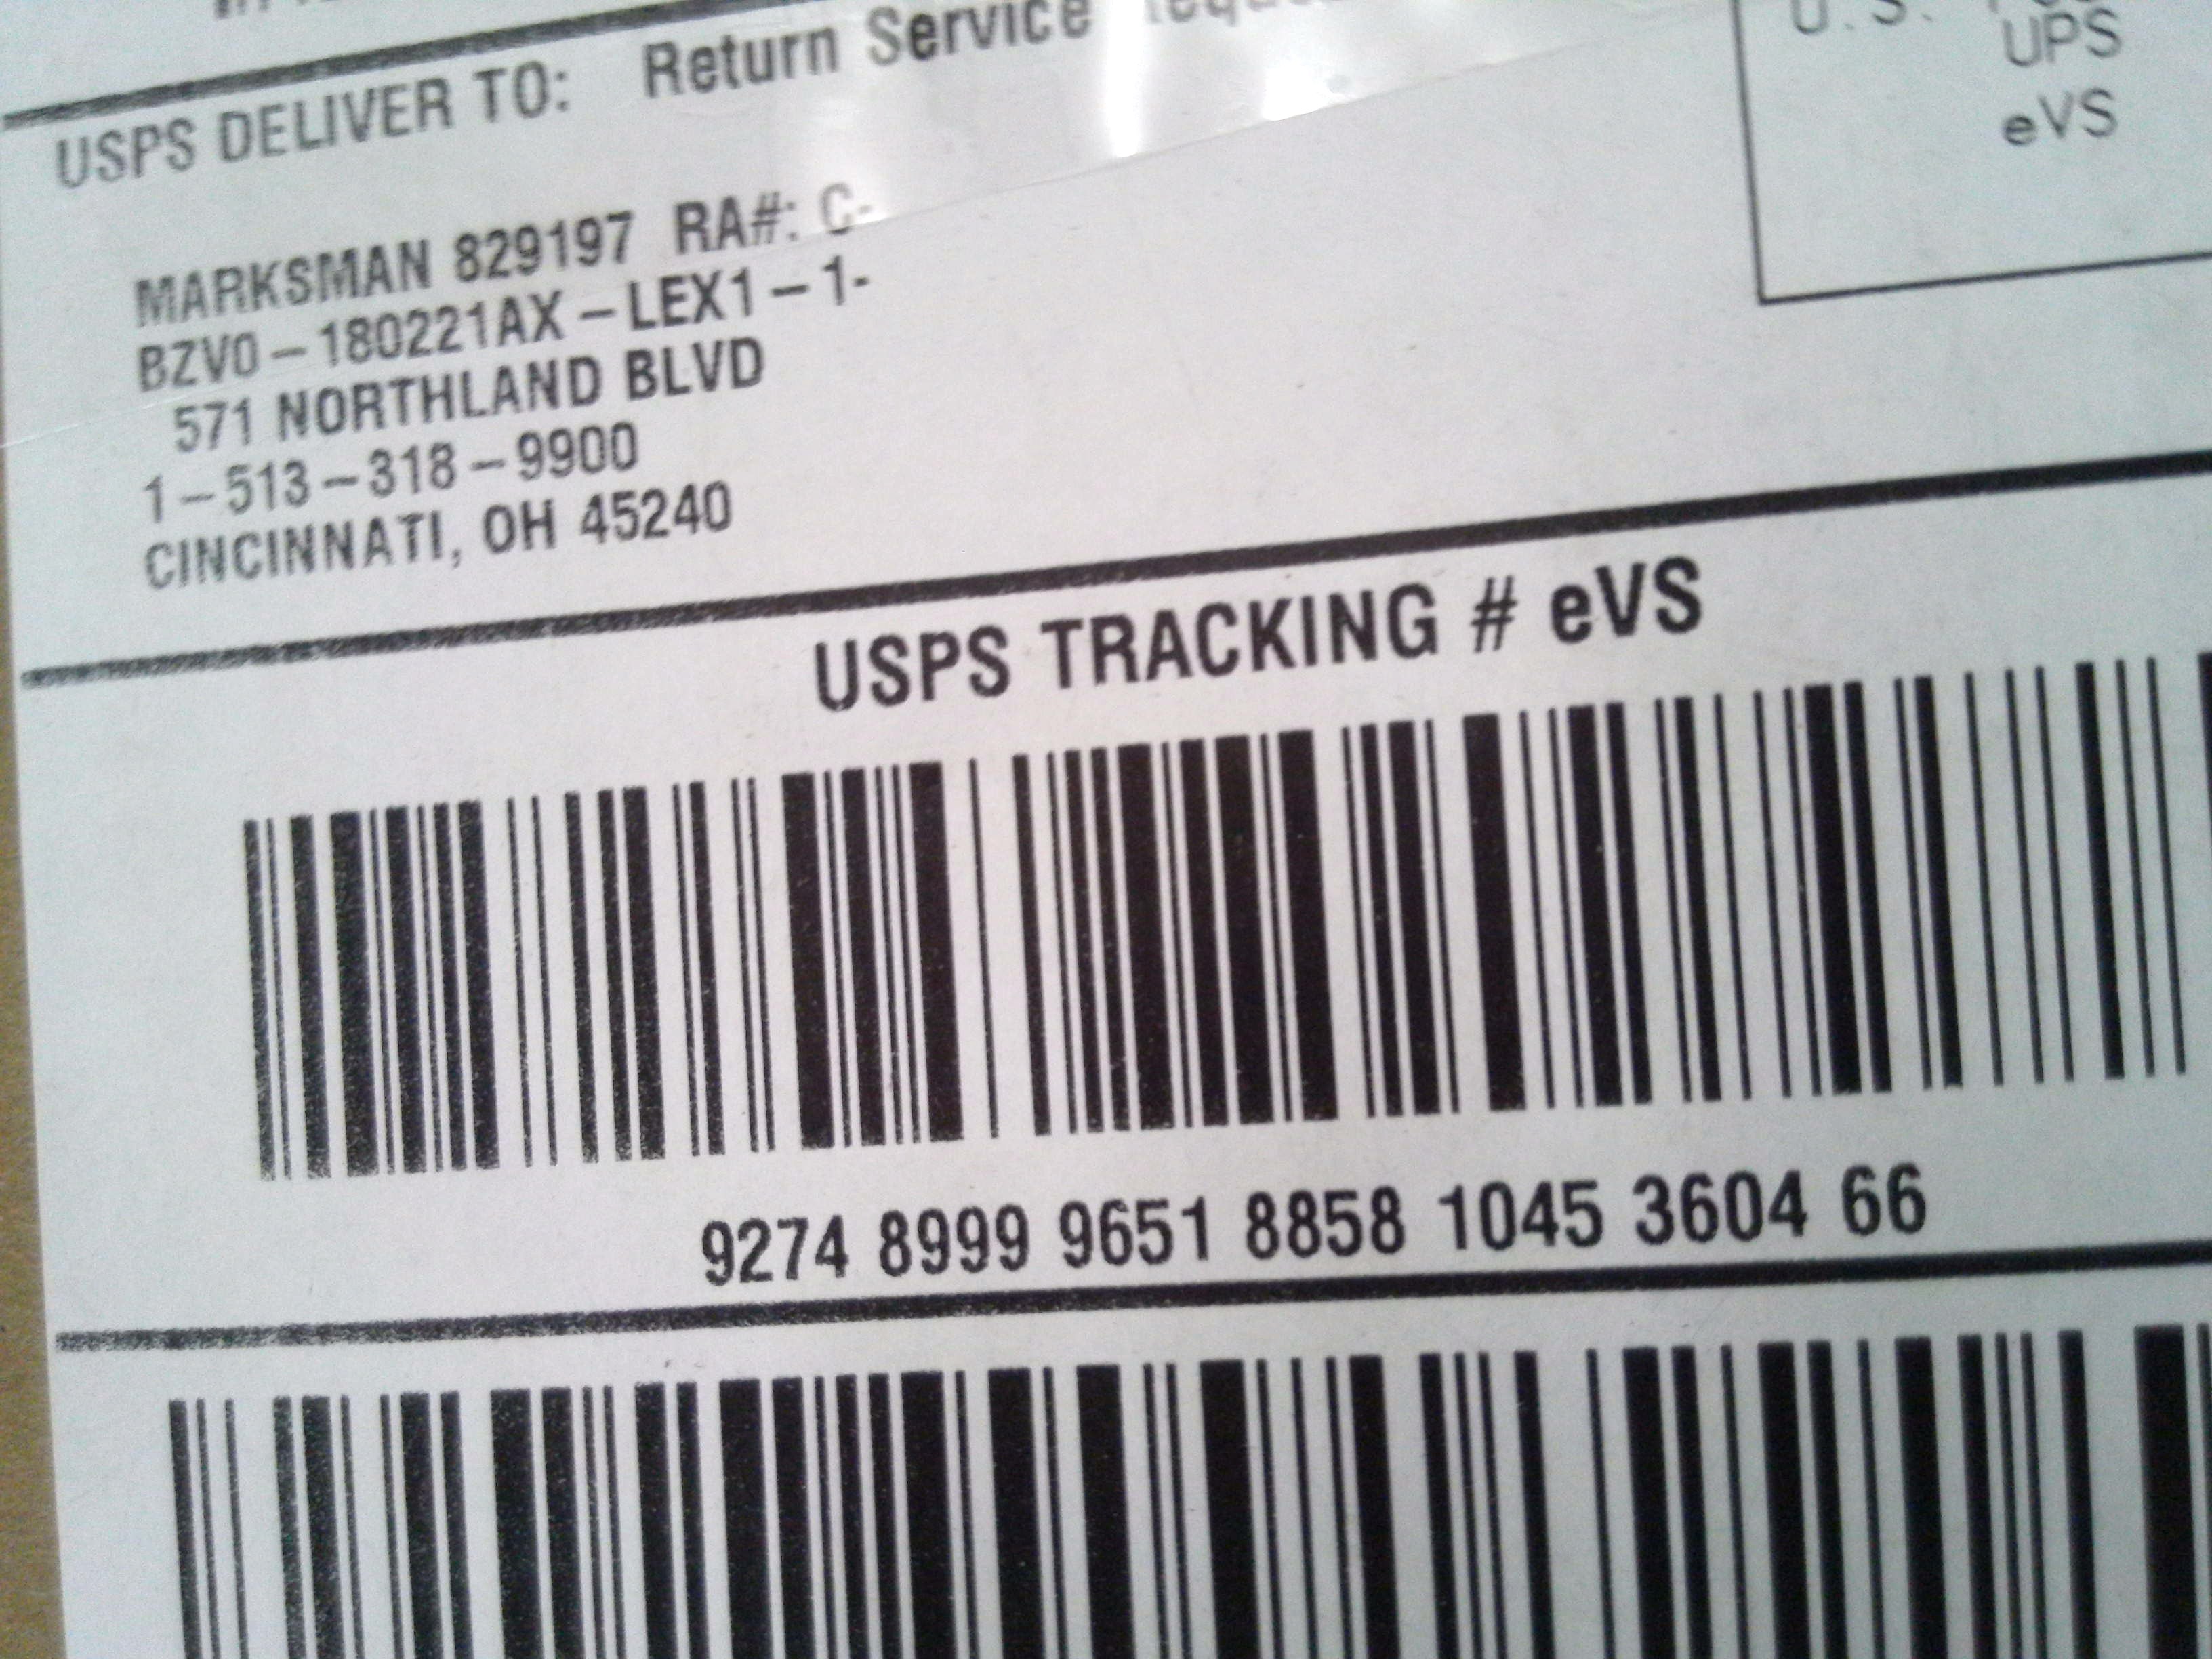 USPS DELIVER TO: Return Service
U.S.
UPS
eVS
MARKSMAN 829197 RA#: C-
BZV0-180221AX-LEX1-1-
571 NORTHLAND BLVD
1-513-318-9900
CINCINNATI, OH 45240
USPS TRACKING # eVS
9274 8999 9651 8858 1045 3604 66